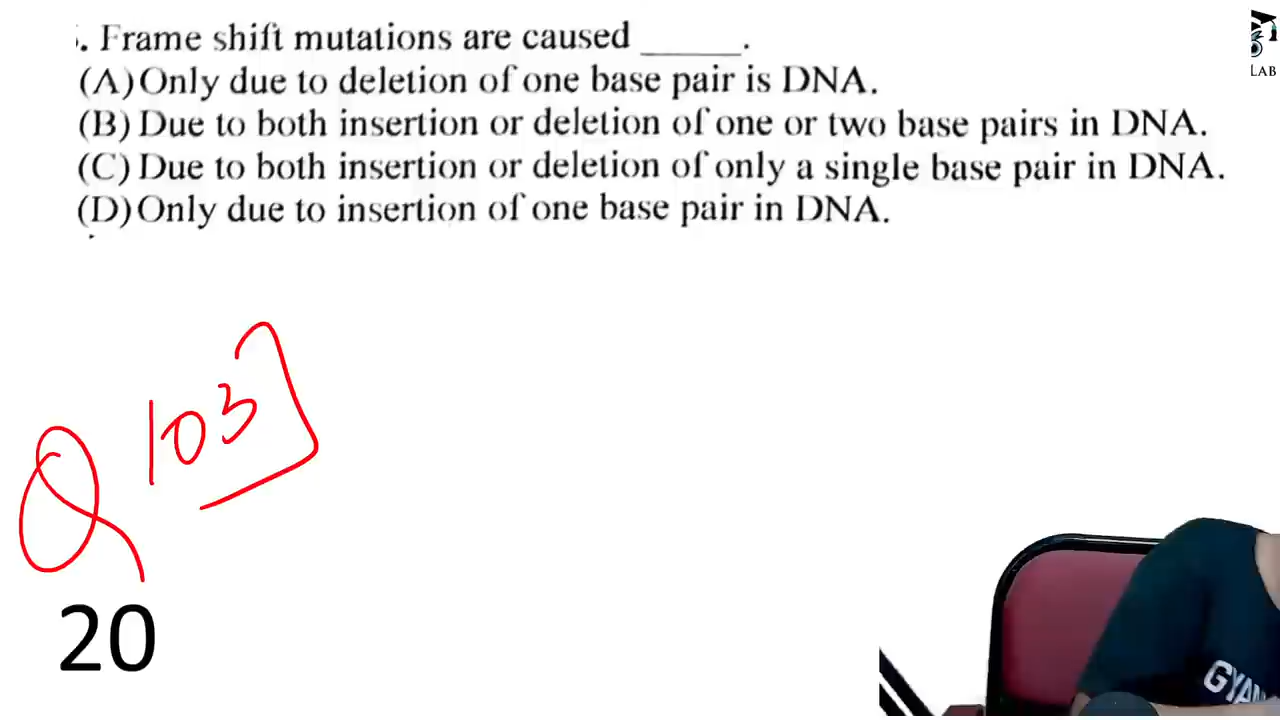 . Frame shift mutations are caused ______.
(A) Only due to deletion of one base pair is DNA.
(B) Due to both insertion or deletion of one or two base pairs in DNA.
(C) Due to both insertion or deletion of only a single base pair in DNA.
(D) Only due to insertion of one base pair in DNA.
LAB
Q 103]
20
GYAN